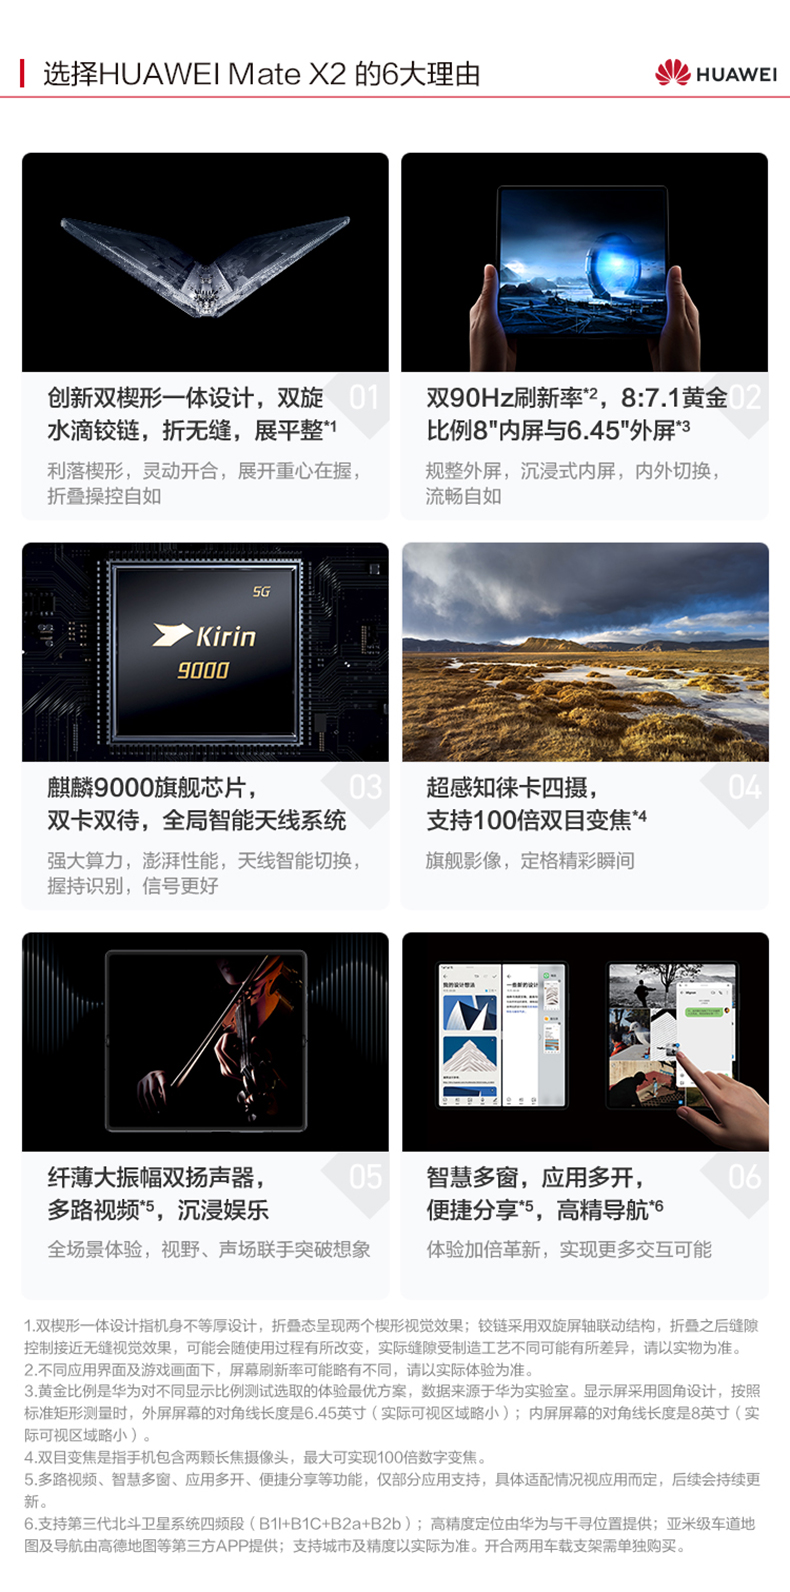 选择HUAWEI Mate X2 的6大理由
HUAWEI
创新双楔形一体设计，双旋
01
水滴铰链，折无缝，展平整*1
利落楔形，灵动开合，展开重心在握，
折叠操控自如
双90Hz刷新率*2，8:7.1黄金
02
比例8"内屏与6.45"外屏*3
规整外屏，沉浸式内屏，内外切换，
流畅自如
5G
Kirin
9000
麒麟9000旗舰芯片，
03
双卡双待，全局智能天线系统
强大算力，澎湃性能，天线智能切换，
握持识别，信号更好
超感知徕卡四摄，
04
支持100倍双目变焦*4
旗舰影像，定格精彩瞬间
纤薄大振幅双扬声器，
05
多路视频*5，沉浸娱乐
全场景体验，视野、声场联手突破想象
我的设计想法
一些新的设计
智慧多窗，应用多开，
06
便捷分享*5，高精导航*6
体验加倍革新，实现更多交互可能
1.双楔形一体设计指机身不等厚设计，折叠态呈现两个楔形视觉效果；铰链采用双旋屏轴联动结构，折叠之后缝隙
控制接近无缝视觉效果，可能会随使用过程有所改变，实际缝隙受制造工艺不同可能有所差异，请以实物为准。
2.不同应用界面及游戏画面下，屏幕刷新率可能略有不同，请以实际体验为准。
3.黄金比例是华为对不同显示比例测试选取的体验最优方案，数据来源于华为实验室。显示屏采用圆角设计，按照
标准矩形测量时，外屏屏幕的对角线长度是6.45英寸（实际可视区域略小）；内屏屏幕的对角线长度是8英寸（实
际可视区域略小）。
4.双目变焦是指手机包含两颗长焦摄像头，最大可实现100倍数字变焦。
5.多路视频、智慧多窗、应用多开、便捷分享等功能，仅部分应用支持，具体适配情况视应用而定，后续会持续更
新。
6.支持第三代北斗卫星系统四频段（B1I+B1C+B2a+B2b）；高精度定位由华为与千寻位置提供；亚米级车道地
图及导航由高德地图等第三方APP提供；支持城市及精度以实际为准。开合两用车载支架需单独购买。